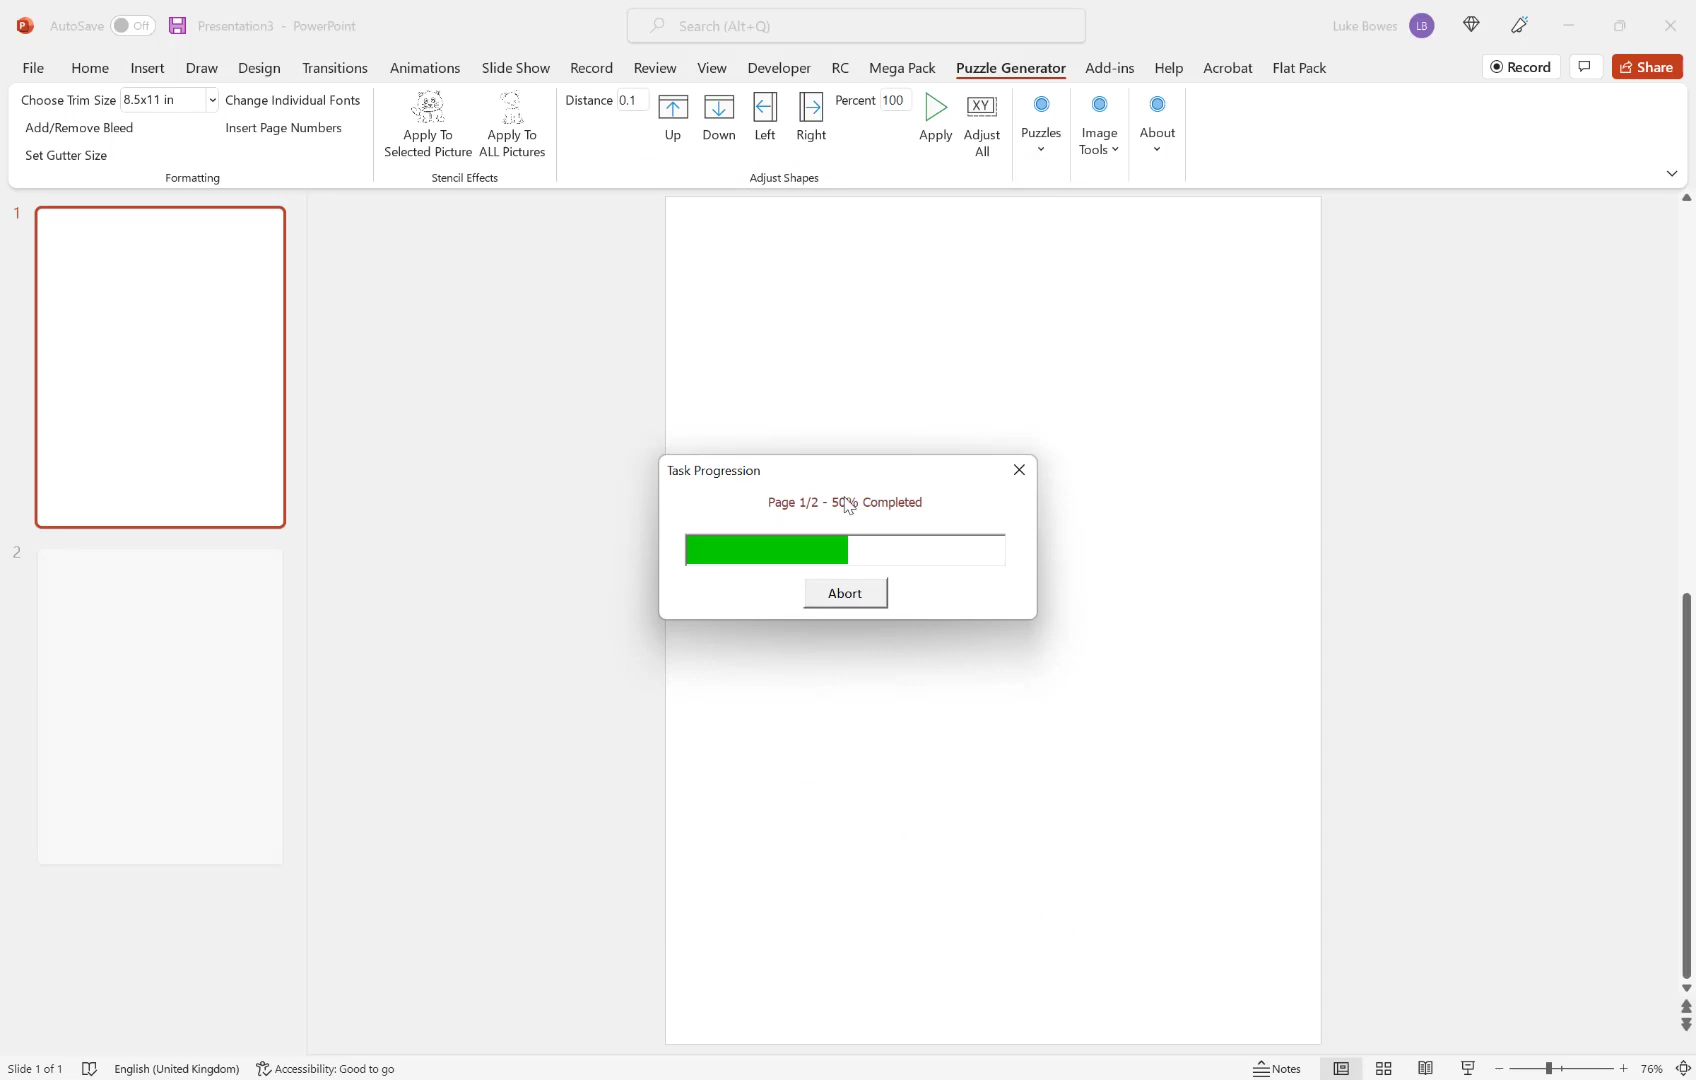 AutoSave Off Presentation3 - PowerPoint Search (Alt+Q) Luke Bowes LB
File Home Insert Draw Design Transitions Animations Slide Show Record Review View Developer RC Mega Pack Puzzle Generator Add-ins Help Acrobat Flat Pack Record Share
Choose Trim Size 8.5x11 in Change Individual Fonts
Add/Remove Bleed Insert Page Numbers
Set Gutter Size
Formatting
Apply To Selected Picture
Apply To ALL Pictures
Stencil Effects
Distance 0.1
Up Down Left Right
Percent 100
Apply
XY
Adjust All
Adjust Shapes
Puzzles
Image Tools
About
1
2
Task Progression
Page 1/2 - 50% Completed
Abort
Slide 1 of 1 English (United Kingdom) Accessibility: Good to go Notes 76%